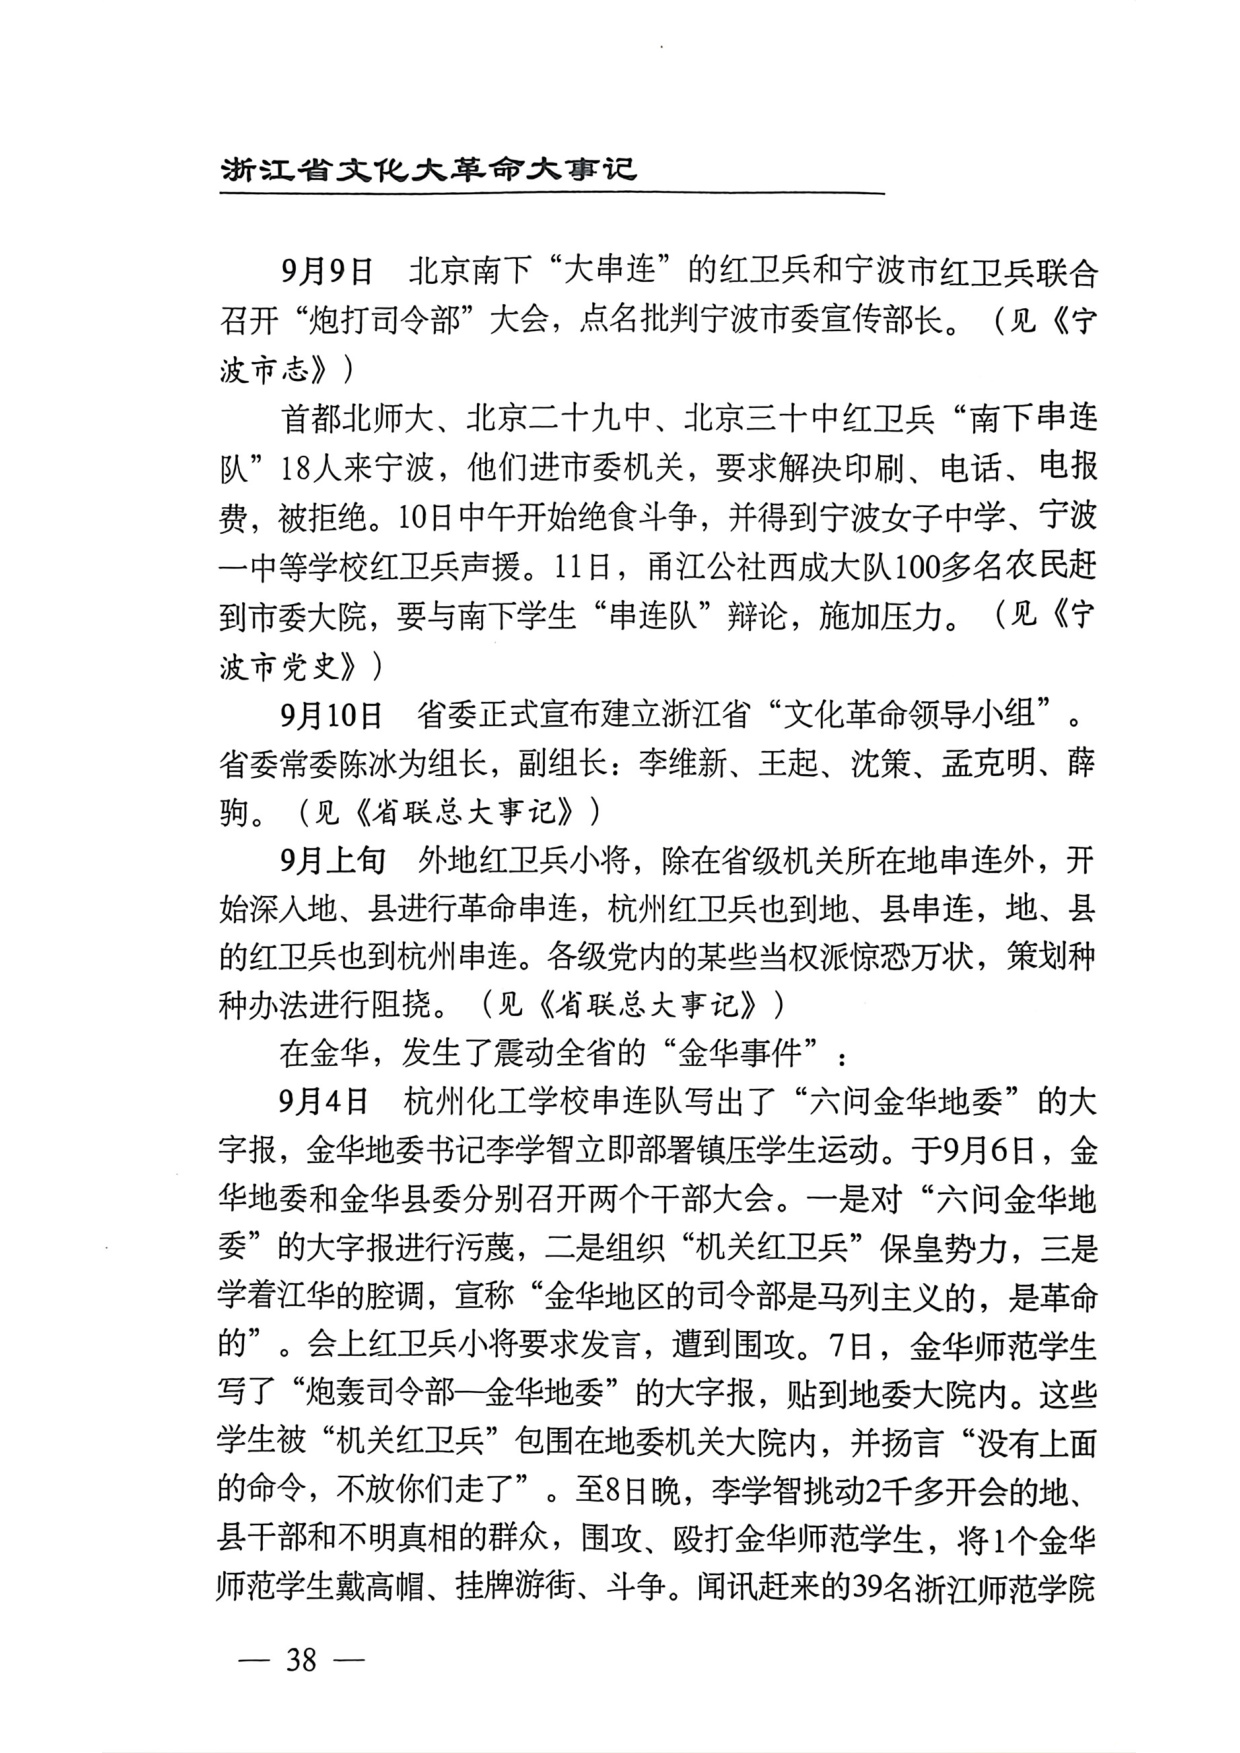 浙江省文化大革命大事记
9月9日　北京南下“大串连”的红卫兵和宁波市红卫兵联合
召开“炮打司令部”大会，点名批判宁波市委宣传部长。（见《宁
波市志》）
首都北师大、北京二十九中、北京三十中红卫兵“南下串连
队”18人来宁波，他们进市委机关，要求解决印刷、电话、电报
费，被拒绝。10日中午开始绝食斗争，并得到宁波女子中学、宁波
一中等学校红卫兵声援。11日，甬江公社西成大队100多名农民赶
到市委大院，要与南下学生“串连队”辩论，施加压力。（见《宁
波市党史》）
9月10日　省委正式宣布建立浙江省“文化革命领导小组”。
省委常委陈冰为组长，副组长：李维新、王起、沈策、孟克明、薛
驹。（见《省联总大事记》）
9月上旬　外地红卫兵小将，除在省级机关所在地串连外，开
始深入地、县进行革命串连，杭州红卫兵也到地、县串连，地、县
的红卫兵也到杭州串连。各级党内的某些当权派惊恐万状，策划种
种办法进行阻挠。（见《省联总大事记》）
在金华，发生了震动全省的“金华事件”：
9月4日　杭州化工学校串连队写出了“六问金华地委”的大
字报，金华地委书记李学智立即部署镇压学生运动。于9月6日，金
华地委和金华县委分别召开两个干部大会。一是对“六问金华地
委”的大字报进行污蔑，二是组织“机关红卫兵”保皇势力，三是
学着江华的腔调，宣称“金华地区的司令部是马列主义的，是革命
的”。会上红卫兵小将要求发言，遭到围攻。7日，金华师范学生
写了“炮轰司令部—金华地委”的大字报，贴到地委大院内。这些
学生被“机关红卫兵”包围在地委机关大院内，并扬言“没有上面
的命令，不放你们走了”。至8日晚，李学智挑动2千多开会的地、
县干部和不明真相的群众，围攻、殴打金华师范学生，将1个金华
师范学生戴高帽、挂牌游街、斗争。闻讯赶来的39名浙江师范学院
— 38 —